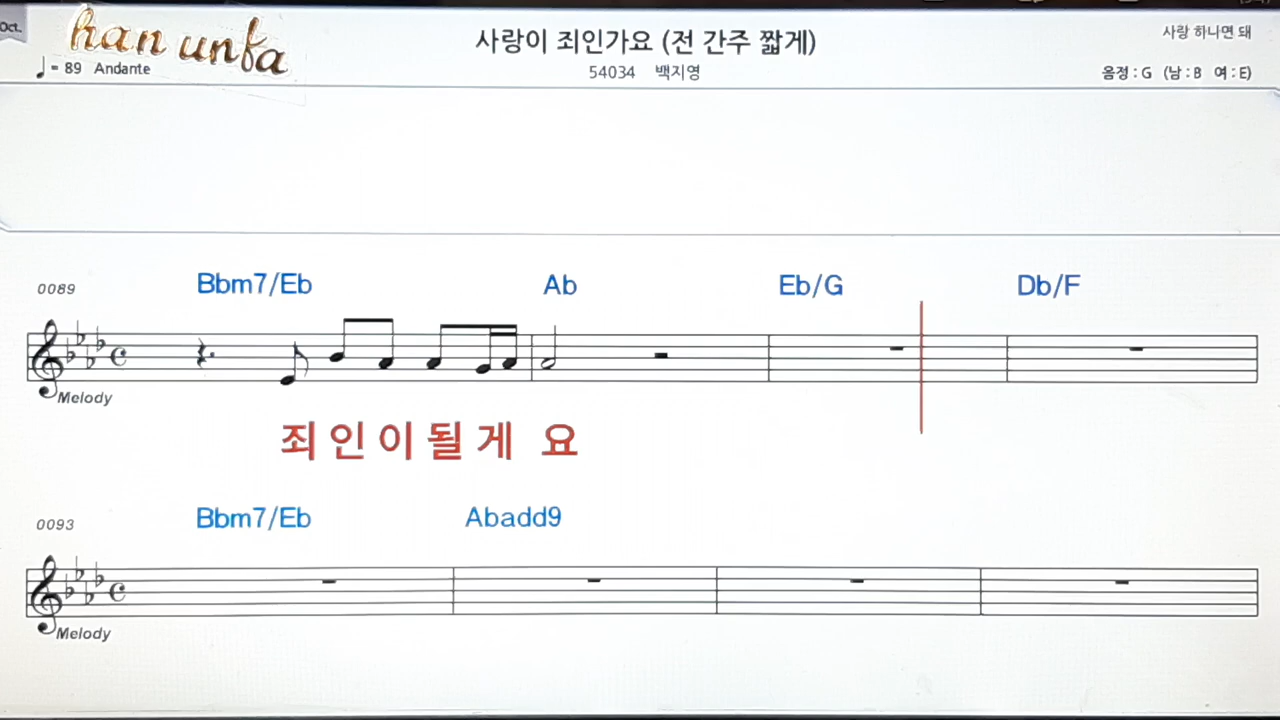 Oct.
han unfa
사랑이 죄인가요 (전 간주 짧게)
사랑 하나면 돼
♩= 89 Andante
54034 백지영
음정 : G (남 : B 여 : E)
0089
Bbm7/Eb Ab Eb/G Db/F
Melody
죄 인 이 될 게 요
0093
Bbm7/Eb Abadd9
Melody